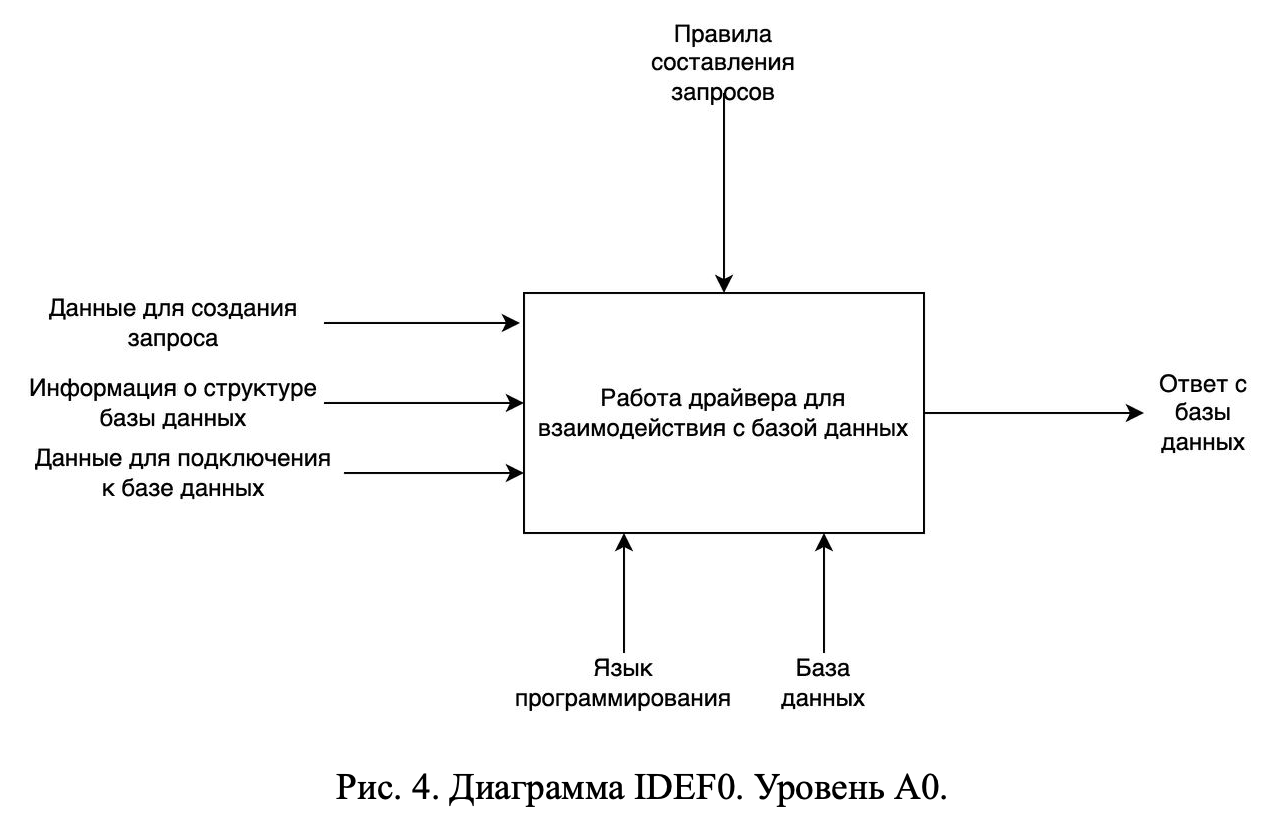 Правила
составления
запросов
Данные для создания
запроса
Информация о структуре
базы данных
Данные для подключения
к базе данных
Работа драйвера для
взаимодействия с базой данных
Ответ с
базы
данных
Язык
программирования
База
данных
Рис. 4. Диаграмма IDEF0. Уровень А0.